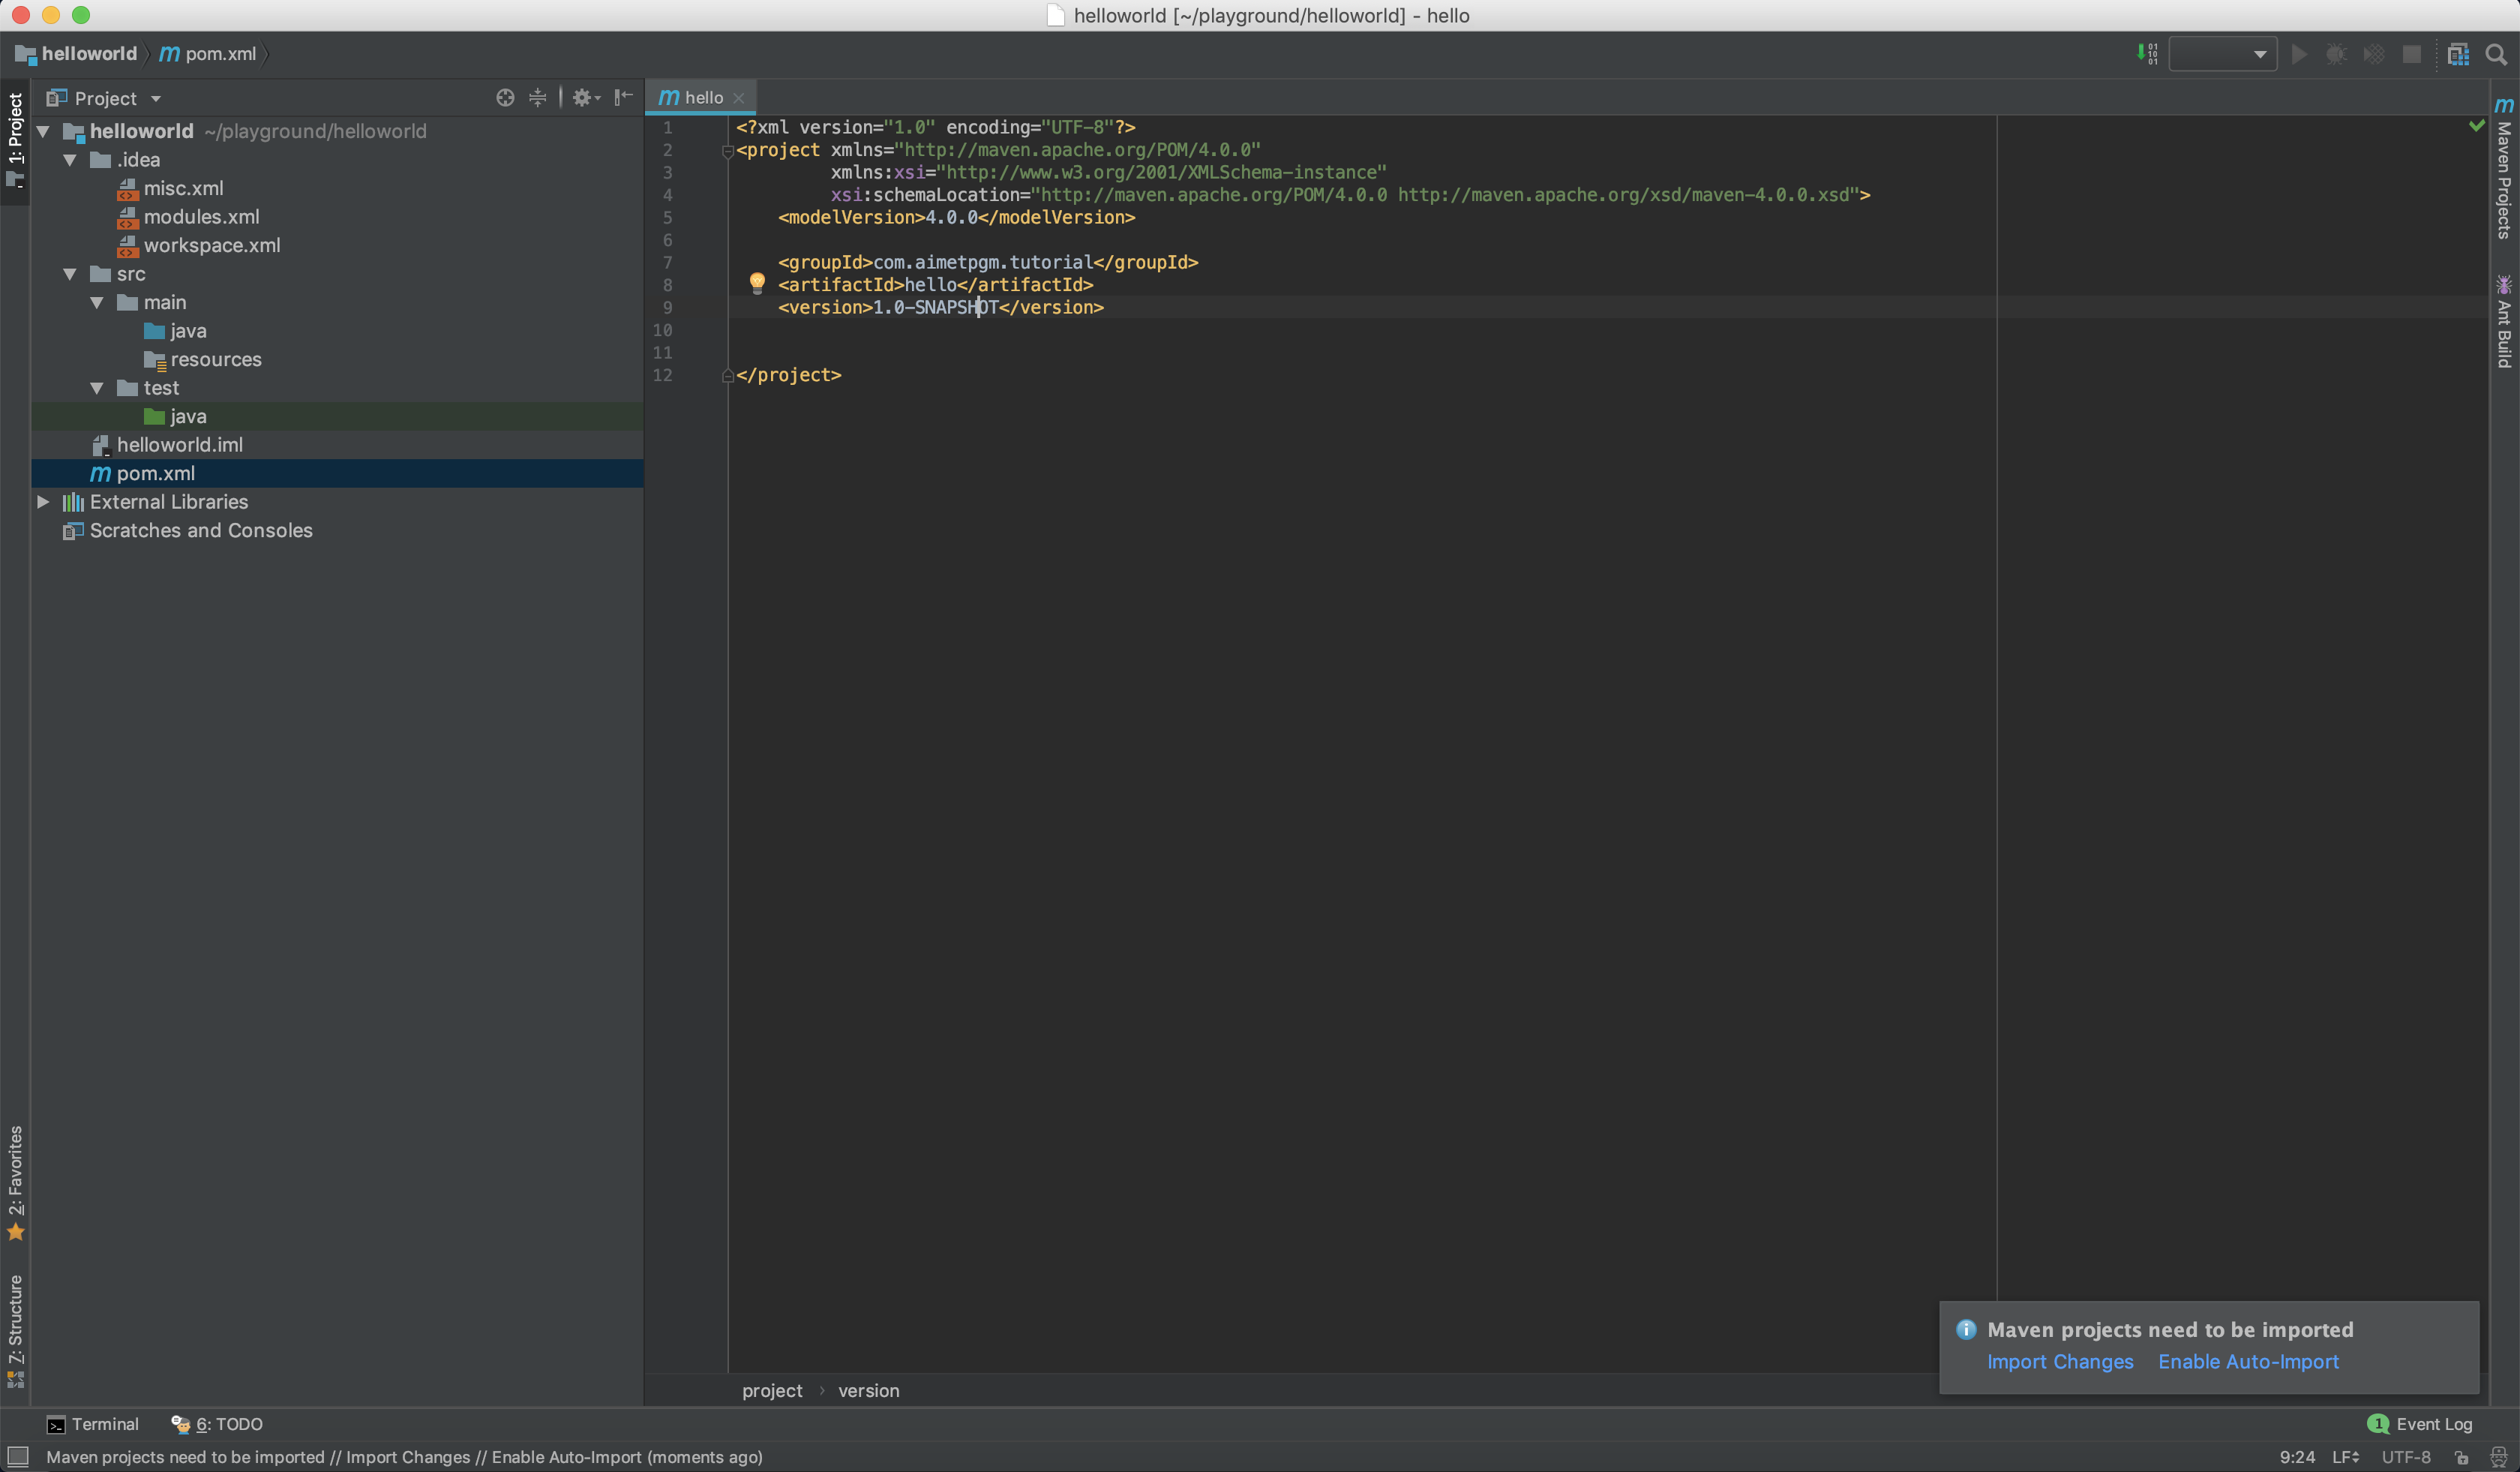 helloworld [~/playground/helloworld] - hello
helloworld
m pom.xml
01
10
01
1: Project
Project
m hello
helloworld ~/playground/helloworld
.idea
misc.xml
modules.xml
workspace.xml
src
main
java
resources
test
java
helloworld.iml
m pom.xml
External Libraries
Scratches and Consoles
1 <?xml version="1.0" encoding="UTF-8"?>
2 <project xmlns="http://maven.apache.org/POM/4.0.0"
3 xmlns:xsi="http://www.w3.org/2001/XMLSchema-instance"
4 xsi:schemaLocation="http://maven.apache.org/POM/4.0.0 http://maven.apache.org/xsd/maven-4.0.0.xsd">
5 <modelVersion>4.0.0</modelVersion>
6
7 <groupId>com.aimetpgm.tutorial</groupId>
8 <artifactId>hello</artifactId>
9 <version>1.0-SNAPSHOT</version>
10
11
12 </project>
m Maven Projects
Ant Build
2: Favorites
7: Structure
Maven projects need to be imported
Import Changes Enable Auto-Import
project › version
Terminal
6: TODO
1 Event Log
Maven projects need to be imported // Import Changes // Enable Auto-Import (moments ago)
9:24 LF UTF-8